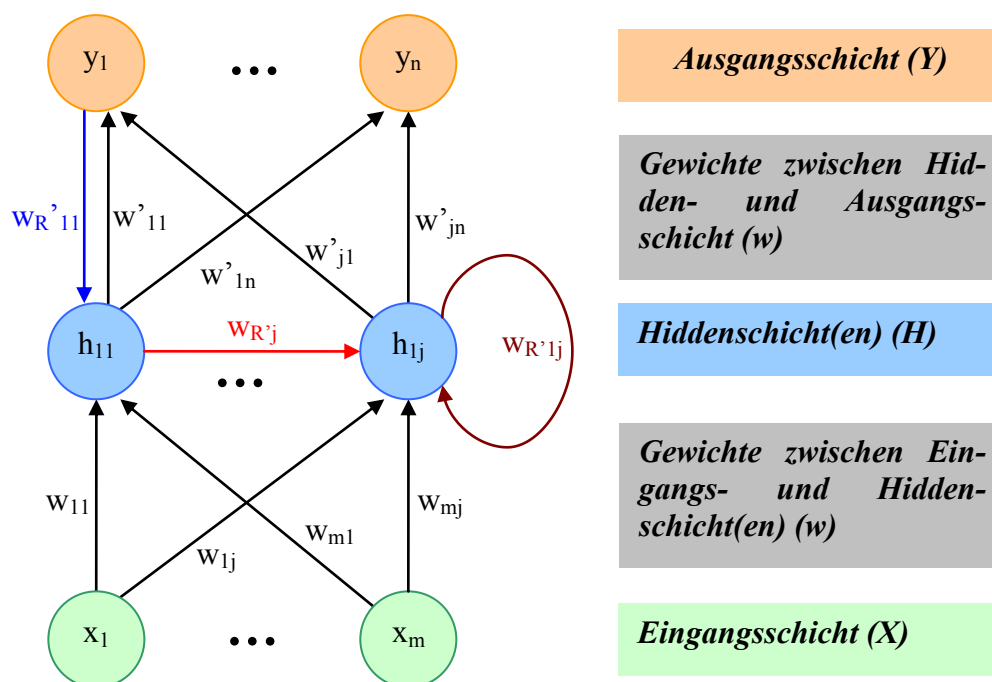 y1 ... yn
Ausgangsschicht (Y)
wR'11
w'11
w'1n
w'j1
w'jn
Gewichte zwischen Hid-
den- und Ausgangs-
schicht (w)
h11
wR'j
...
h1j
wR'1j
Hiddenschicht(en) (H)
w11
w1j
wm1
wmj
Gewichte zwischen Ein-
gangs- und Hidden-
schicht(en) (w)
x1 ... xm
Eingangsschicht (X)